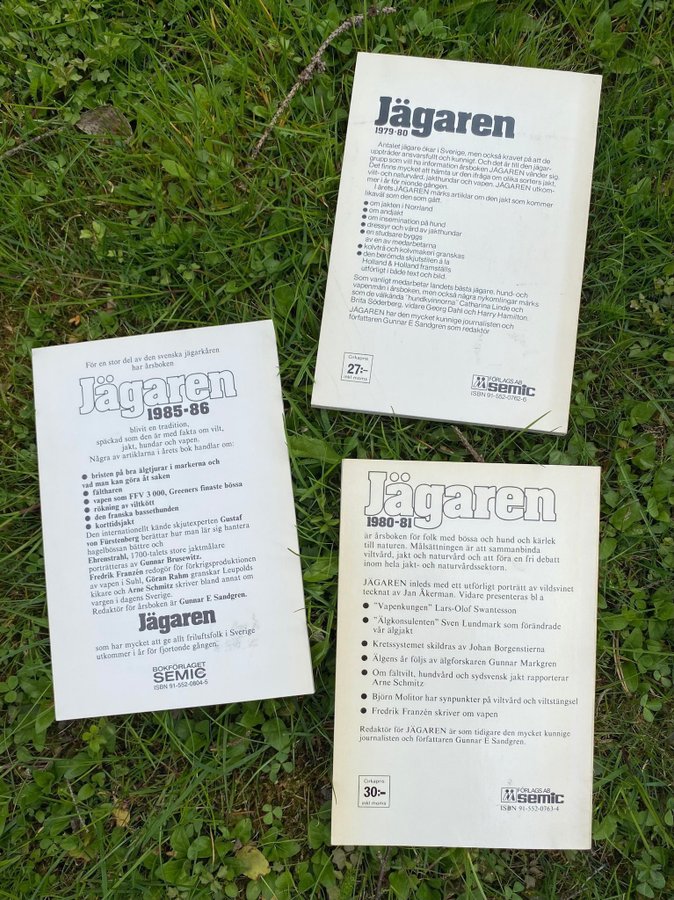 Jägaren
1979-80
Antalet jägare ökar i Sverige, men också kravet på att de
uppträder ansvarsfullt och kunnigt. Och det är till den jägar-
grupp som vill ha information årsboken JÄGAREN vänder sig.
Det finns mycket att hämta ur den ifråga om olika sorters jakt,
vilt- och naturvård, jakthundar och vapen. JÄGAREN utkom-
mer i år för nionde gången.
I årets JÄGAREN märks artiklar om den jakt som kommer
likaväl som den som gått.
● om jakten i Norrland
● om andjakt
● om insemination på hund
● dressyr och vård av jakthundar
● en studsare byggs
av en av medarbetarna
● kolvträ och kolvmakeri granskas
● den berömda skjutstilen à la
Holland & Holland framställs
utförligt i både text och bild.
Som vanligt medarbetar landets bästa jägare, hund- och
vapenmän i årsboken, men också några nykomlingar märks
som de välkända "hundkvinnorna" Catharina Linde och
Brita Söderberg, vidare Georg Dahl och Harry Hamilton.
JÄGAREN har den mycket kunnige journalisten och
författaren Gunnar E Sandgren som redaktör
Cirkapris
27:-
inkl moms
FÖRLAGS AB
semic
ISBN 91-552-0762-6
För en stor del av den svenska jägarkåren
har årsboken
Jägaren
1985-86
blivit en tradition,
späckad som den är med fakta om vilt,
jakt, hundar och vapen.
Några av artiklarna i årets bok handlar om:
● bristen på bra älgtjurar i markerna och
vad man kan göra åt saken
● fältharen
● vapen som FFV 3 000, Greeners finaste bössa
● rökning av viltkött
● den franska bassethunden
● korttidsjakt
Den internationellt kände skjutexperten Gustaf
von Fürstenberg berättar hur man lär sig hantera
hagelbössan bättre och
Ehrenstrahl, 1700-talets store jaktmålare
porträtteras av Gunnar Brusewitz.
Fredrik Franzén redogör för förkrigsproduktionen
av vapen i Suhl, Göran Rahm granskar Leupolds
kikare och Arne Schmitz skriver bland annat om
vargen i dagens Sverige.
Redaktör för årsboken är Gunnar E Sandgren.
Jägaren
som har mycket att ge allt friluftsfolk i Sverige
utkommer i år för fjortonde gången.
BOKFÖRLAGET
SEMIC
ISBN 91-552-0804-5
Jägaren
1980-81
är årsboken för folk med bössa och hund och kärlek
till naturen. Målsättningen är att sammanbinda
viltvård, jakt och naturvård och att föra en fri debatt
inom hela jakt- och naturvårdssektorn.
JÄGAREN inleds med ett utförligt porträtt av vildsvinet
tecknat av Jan Åkerman. Vidare presenteras bl a
● "Vapenkungen" Lars-Olof Swantesson
● "Älgkonsulenten" Sven Lundmark som förändrade
vår älgjakt
● Kretssystemet skildras av Johan Borgenstierna
● Älgens år följs av älgforskaren Gunnar Markgren
● Om fältvilt, hundvård och sydsvensk jakt rapporterar
Arne Schmitz
● Björn Molitor har synpunkter på viltvård och viltstängsel
● Fredrik Franzén skriver om vapen
Redaktör för JÄGAREN är som tidigare den mycket kunnige
journalisten och författaren Gunnar E Sandgren.
Cirkapris
30:-
inkl moms
FÖRLAGS AB
semic
ISBN 91-552-0763-4